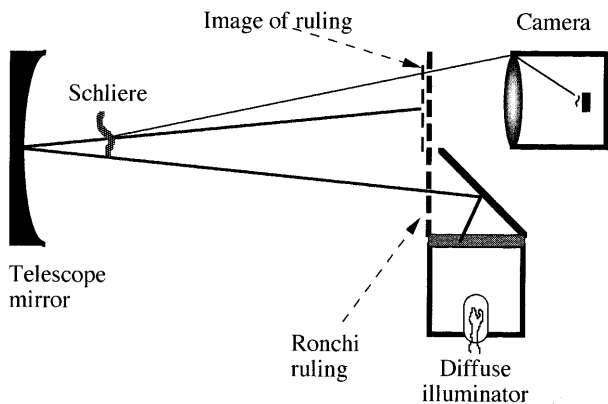 Image of ruling
Camera
Schliere
Telescope
mirror
Ronchi
ruling
Diffuse
illuminator